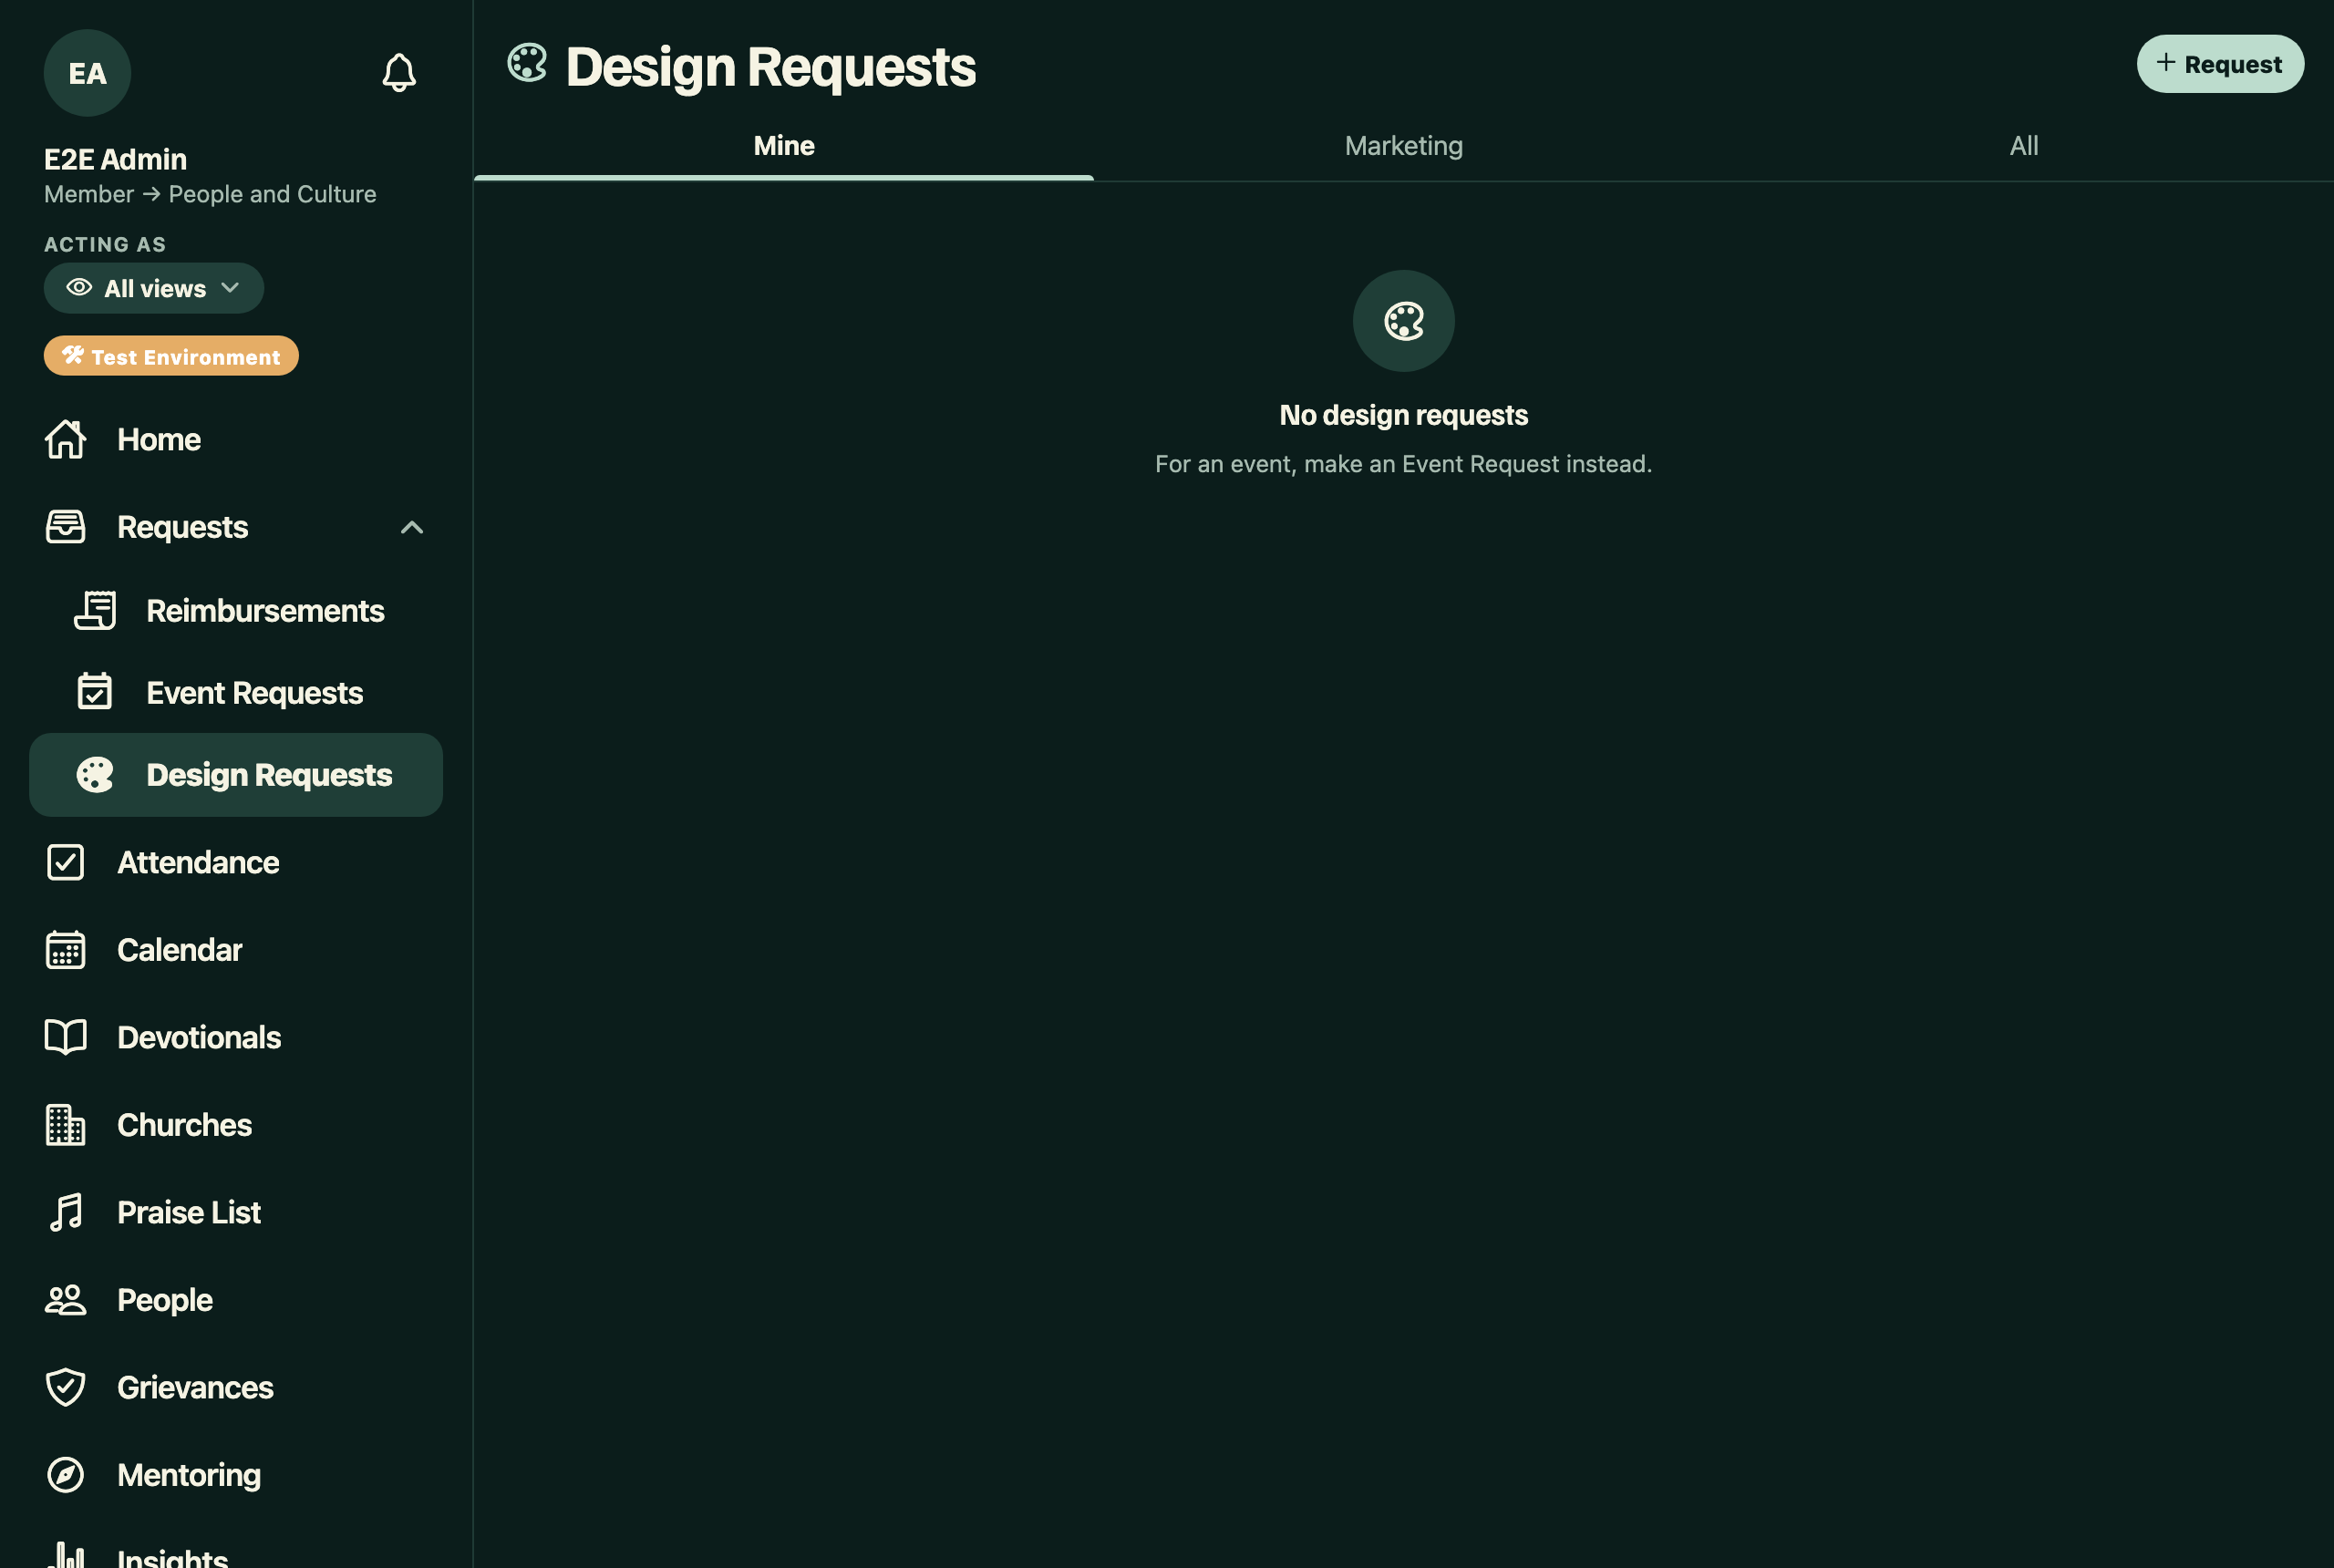 EA
E2E Admin
Member → People and Culture
ACTING AS
All views
Test Environment
Home
Requests
Reimbursements
Event Requests
Design Requests
Attendance
Calendar
Devotionals
Churches
Praise List
People
Grievances
Mentoring
Insights
Design Requests
+ Request
Mine
Marketing
All
No design requests
For an event, make an Event Request instead.